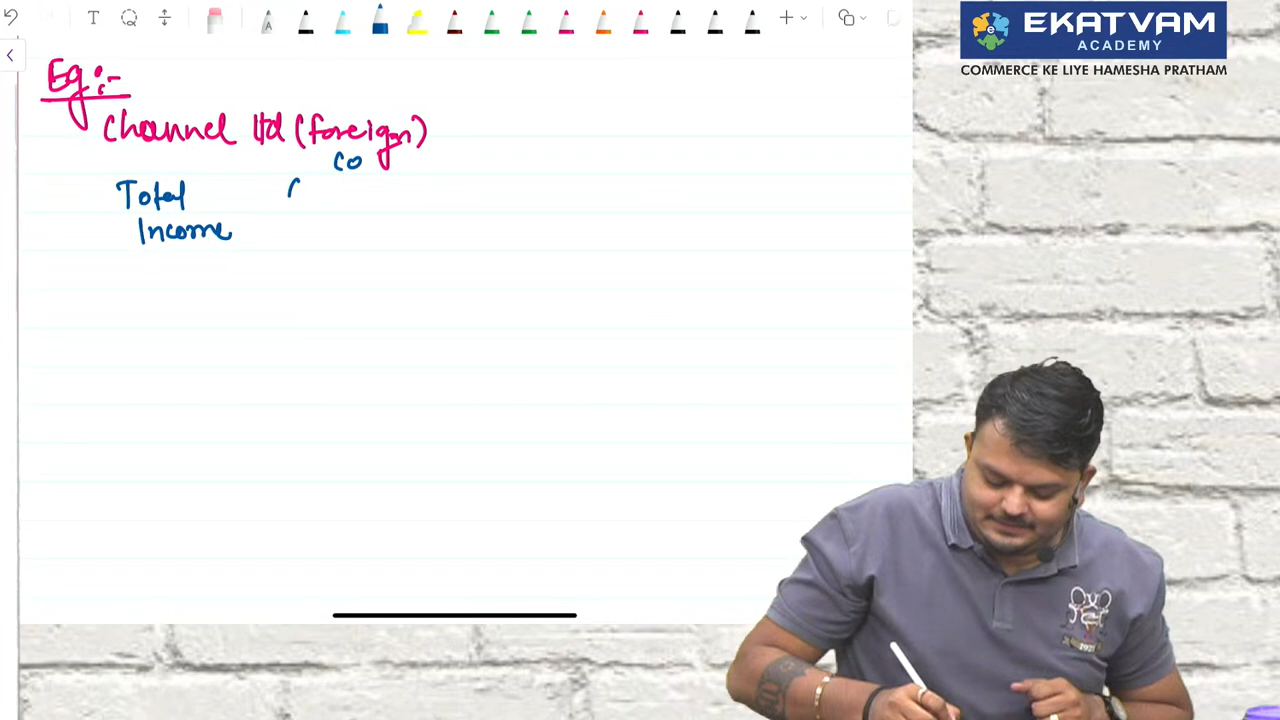 EKATVAM
ACADEMY
COMMERCE KE LIYE HAMESHA PRATHAM
Eg:-
Channel ltd (foreign)
co
Total
Income